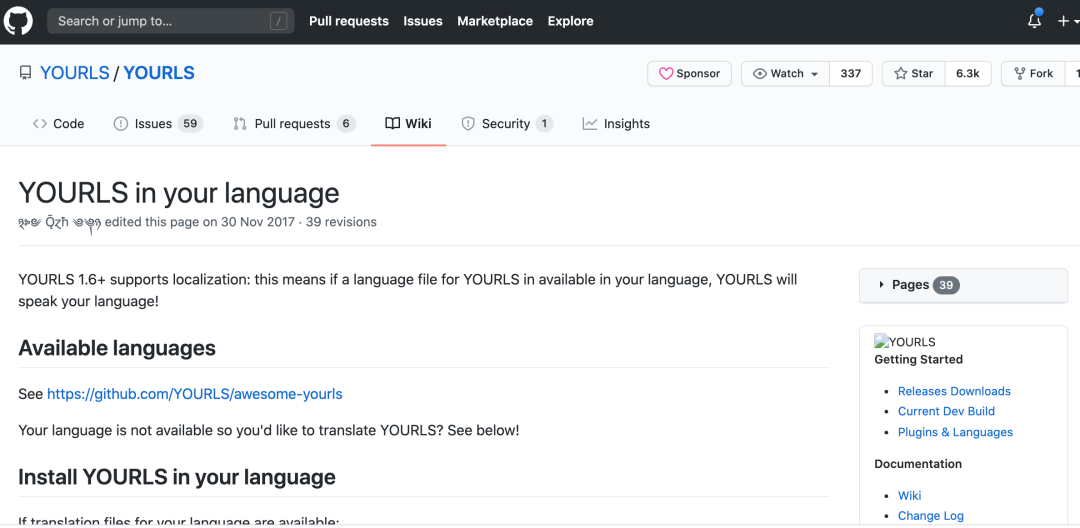 Search or jump to... /
Pull requests Issues Marketplace Explore
YOURLS / YOURLS
Sponsor Watch 337 Star 6.3k Fork 1
Code Issues 59 Pull requests 6 Wiki Security 1 Insights
YOURLS in your language
edited this page on 30 Nov 2017 · 39 revisions
YOURLS 1.6+ supports localization: this means if a language file for YOURLS in available in your language, YOURLS will
speak your language!
Available languages
See https://github.com/YOURLS/awesome-yourls
Your language is not available so you'd like to translate YOURLS? See below!
Install YOURLS in your language
If translation files for your language are available:
Pages 39
YOURLS
Getting Started
Releases Downloads
Current Dev Build
Plugins & Languages
Documentation
Wiki
Change Log